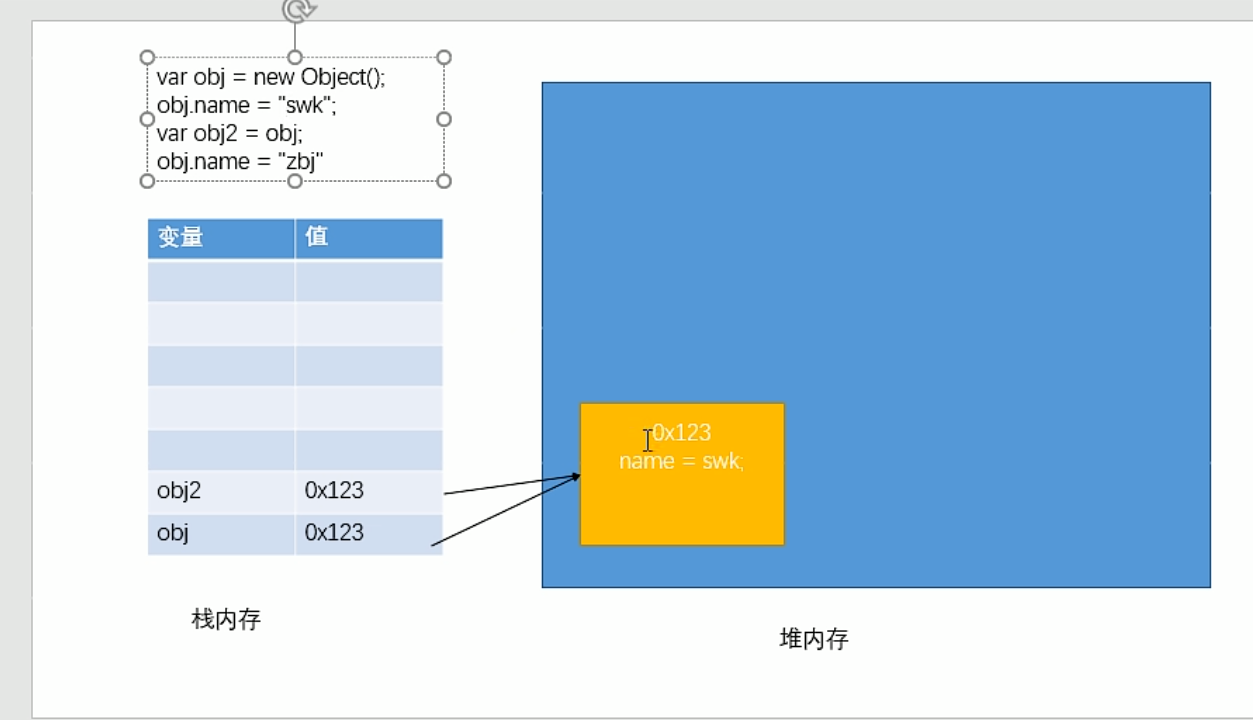 var obj = new Object();
obj.name = "swk";
var obj2 = obj;
obj.name = "zbj"
变量 值
obj2 0x123
obj 0x123
栈内存
0x123
name = swk;
堆内存